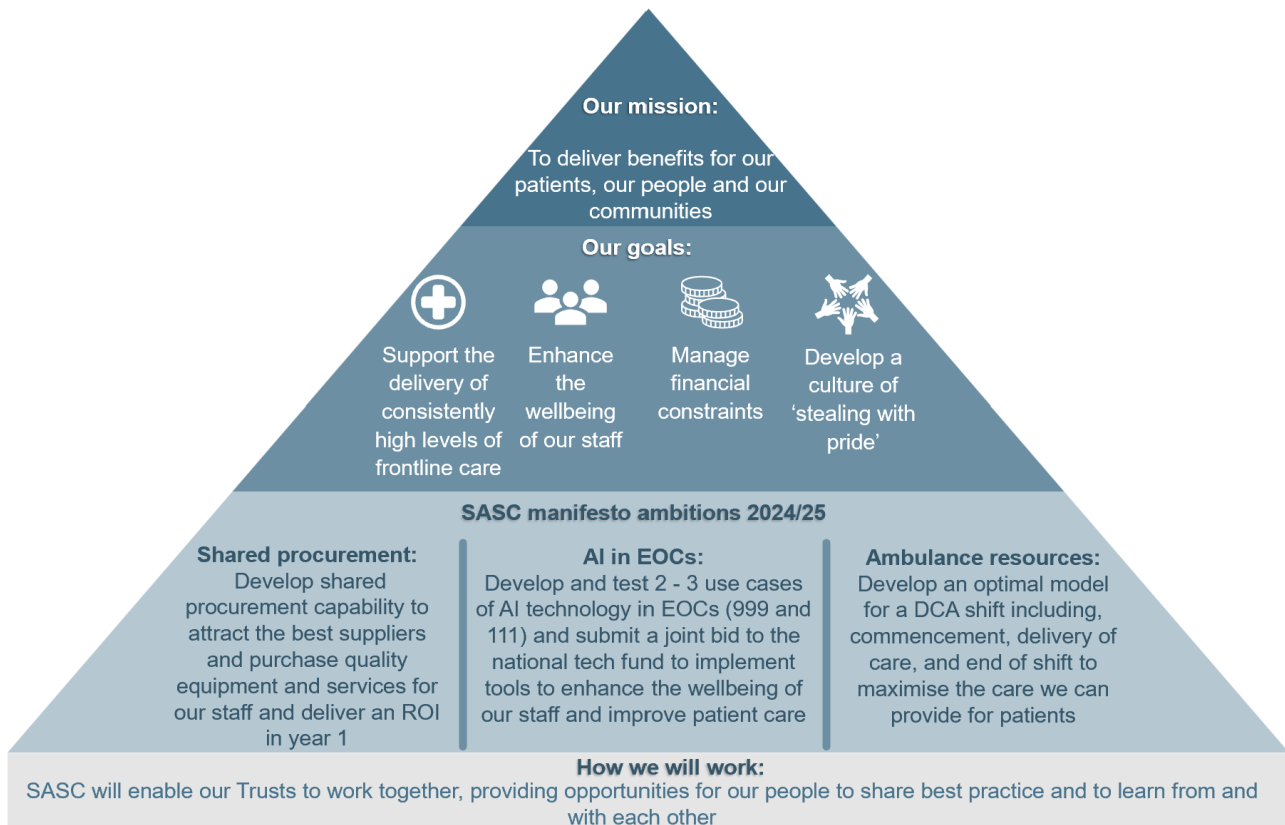 Our mission:
To deliver benefits for our
patients, our people and our
communities
Our goals:
Support the
delivery of
consistently
high levels of
frontline care
Enhance
the
wellbeing
of our staff
Manage
financial
constraints
Develop a
culture of
‘stealing with
pride’
SASC manifesto ambitions 2024/25
Shared procurement:
Develop shared
procurement capability to
attract the best suppliers
and purchase quality
equipment and services for
our staff and deliver an ROI
in year 1
AI in EOCs:
Develop and test 2 - 3 use cases
of AI technology in EOCs (999 and
111) and submit a joint bid to the
national tech fund to implement
tools to enhance the wellbeing of
our staff and improve patient care
Ambulance resources:
Develop an optimal model
for a DCA shift including,
commencement, delivery of
care, and end of shift to
maximise the care we can
provide for patients
How we will work:
SASC will enable our Trusts to work together, providing opportunities for our people to share best practice and to learn from and
with each other